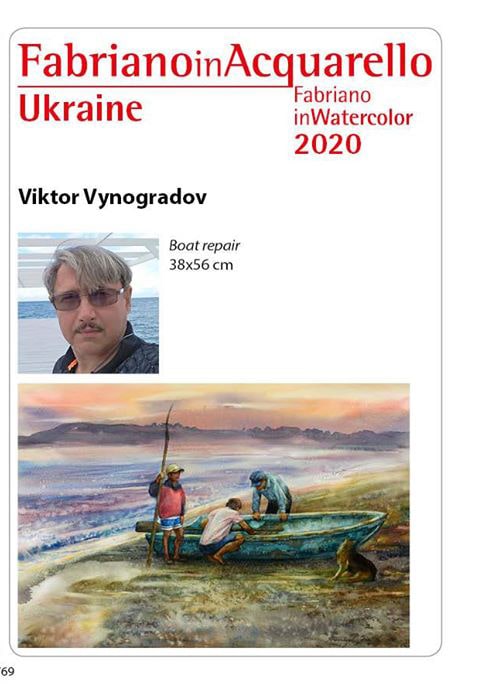 FabrianoinAcquarello
Ukraine
Fabriano
inWatercolor
2020
Viktor Vynogradov
Boat repair
38x56 cm
69